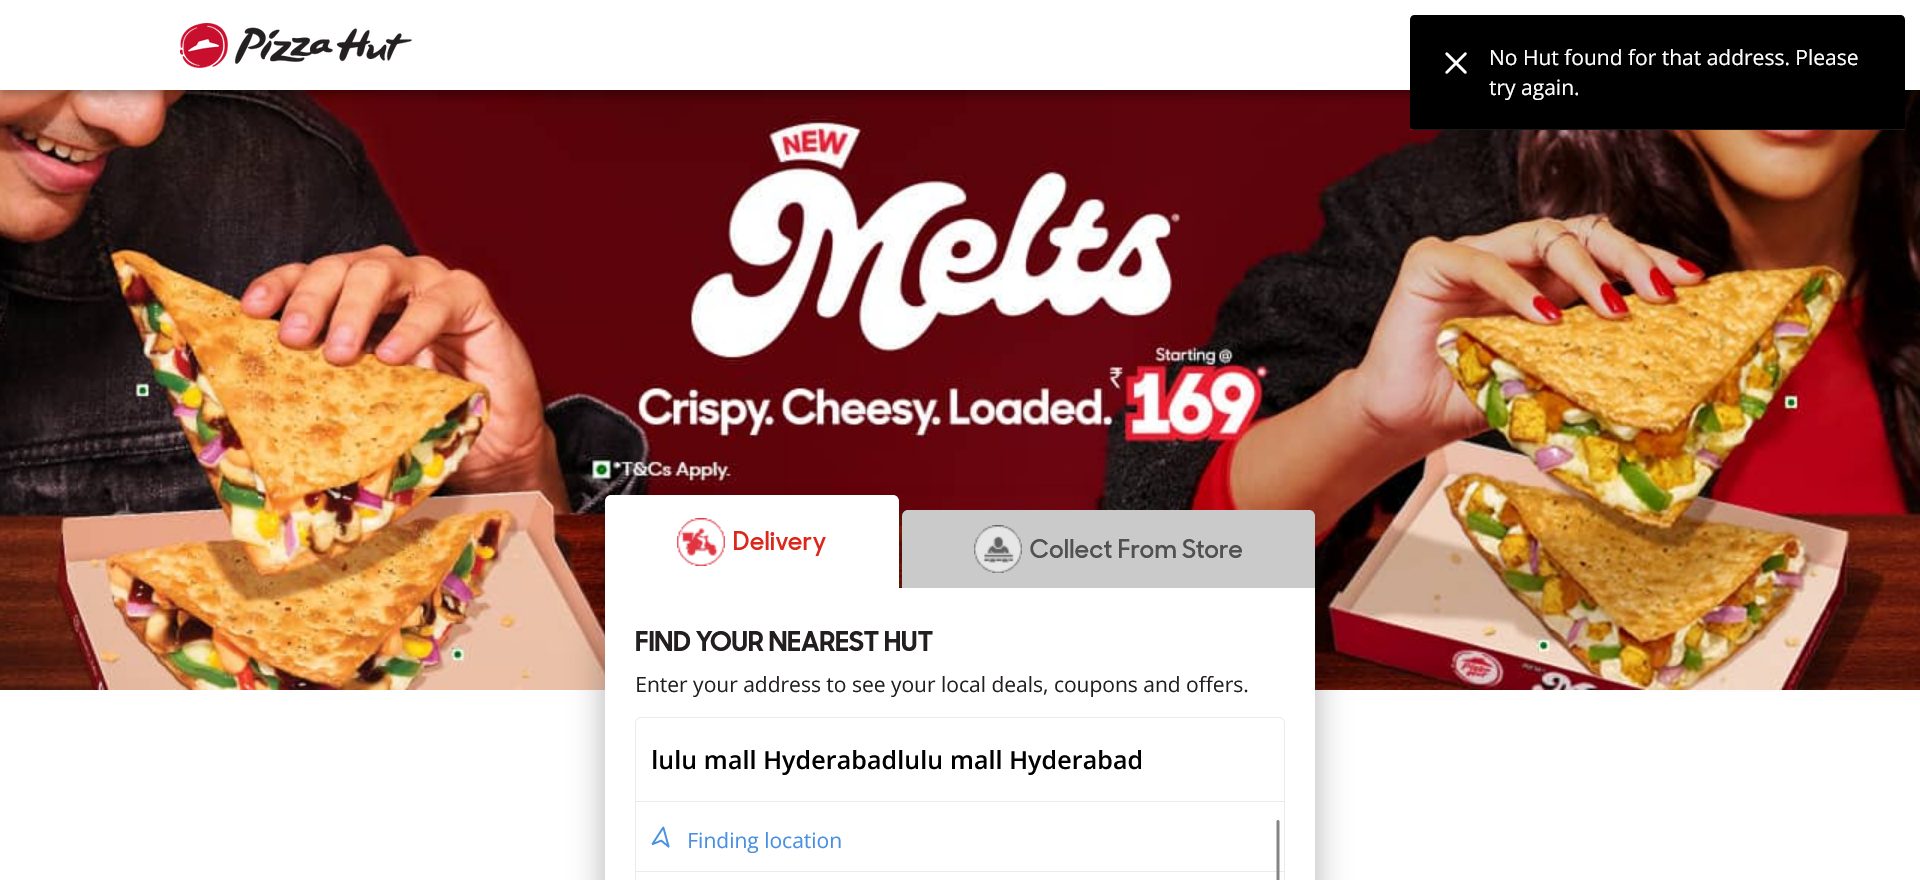 Pizza Hut
No Hut found for that address. Please
try again.
NEW
Melts
Starting @
Crispy. Cheesy. Loaded. ₹169*
*T&Cs Apply.
Delivery
Collect From Store
FIND YOUR NEAREST HUT
Enter your address to see your local deals, coupons and offers.
lulu mall Hyderabadlulu mall Hyderabad
Finding location